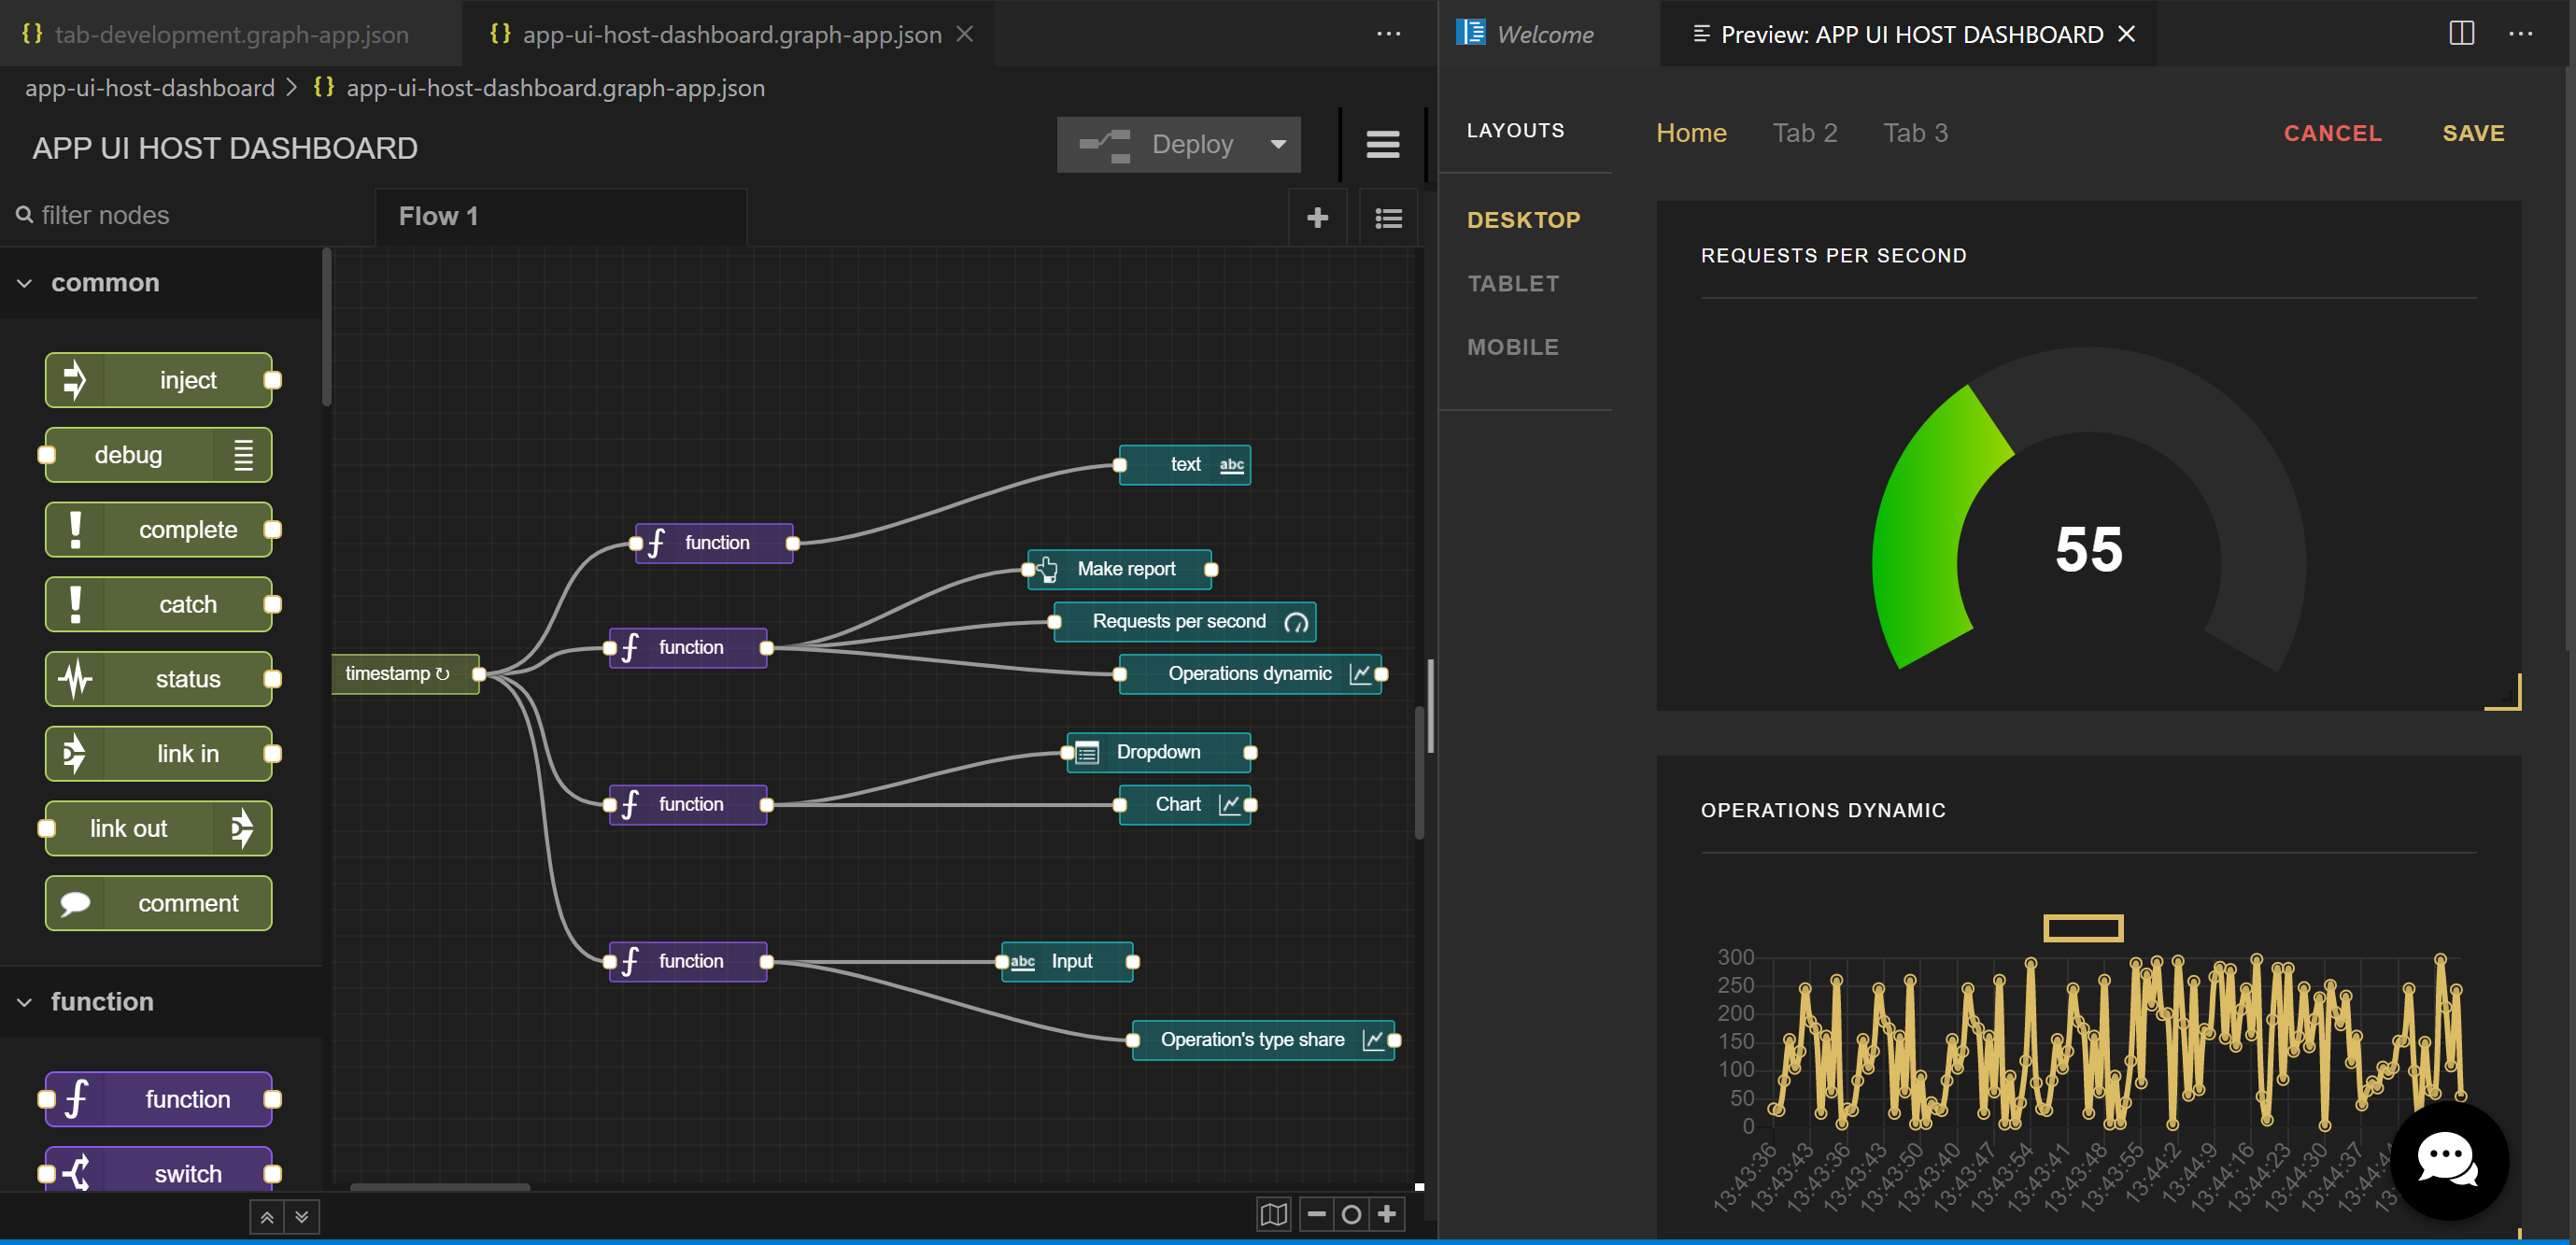 {} tab-development.graph-app.json
{} app-ui-host-dashboard.graph-app.json
Welcome
Preview: APP UI HOST DASHBOARD
app-ui-host-dashboard > {} app-ui-host-dashboard.graph-app.json
APP UI HOST DASHBOARD
Deploy
filter nodes
Flow 1
common
inject
debug
complete
catch
status
link in
link out
comment
function
function
switch
timestamp ↻
function
function
function
function
text abc
Make report
Requests per second
Operations dynamic
Dropdown
Chart
abc Input
Operation's type share
LAYOUTS
DESKTOP
TABLET
MOBILE
Home Tab 2 Tab 3
CANCEL SAVE
REQUESTS PER SECOND
55
OPERATIONS DYNAMIC
300
250
200
150
100
50
0
13:43:36 13:43:43 13:43:36 13:43:43 13:43:50 13:43:40 13:43:47 13:43:54 13:43:41 13:43:48 13:43:55 13:44:2 13:44:9 13:44:16 13:44:23 13:44:30 13:44:37